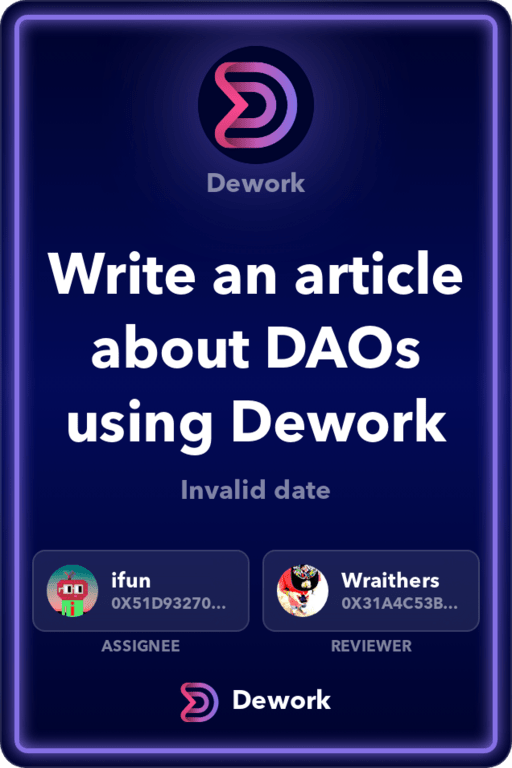 Dework
Write an article
about DAOs
using Dework
Invalid date
ifun
0X51D93270...
Wraithers
0X31A4C53B...
ASSIGNEE
REVIEWER
Dework